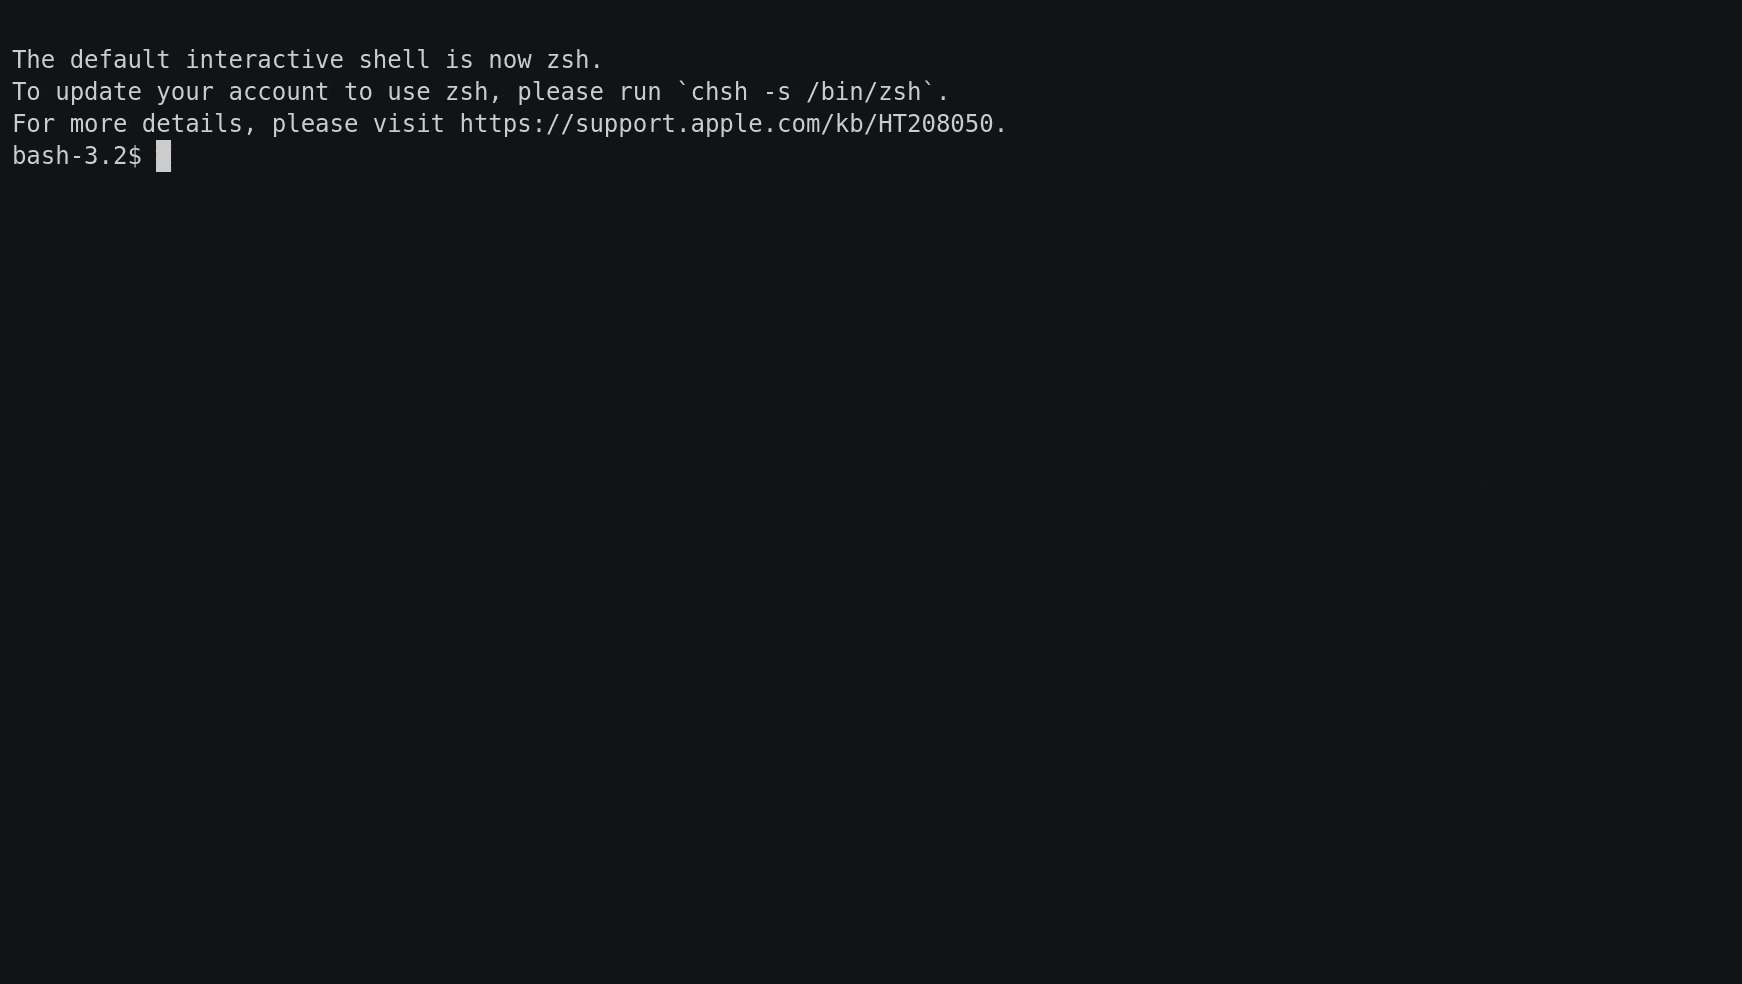 The default interactive shell is now zsh.
To update your account to use zsh, please run `chsh -s /bin/zsh`.
For more details, please visit https://support.apple.com/kb/HT208050.
bash-3.2$